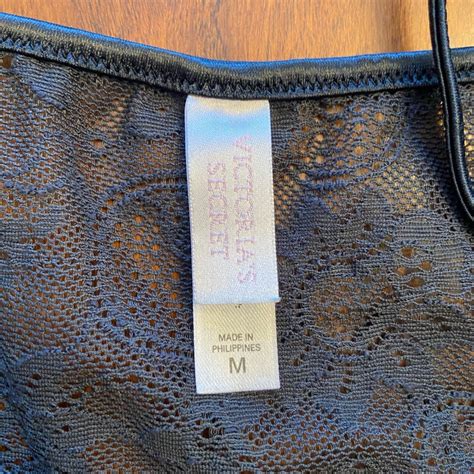 VICTORIA'S
SECRET
MADE IN
PHILIPPINES
M